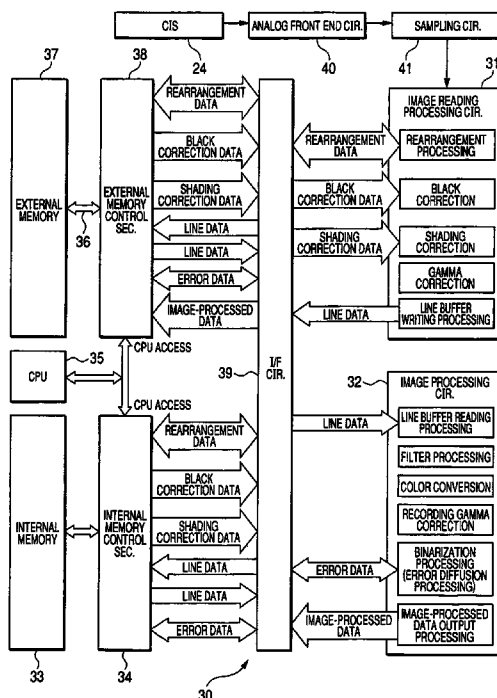 CIS
ANALOG FRONT END CIR.
SAMPLING CIR.
37
38
24
40
41
31
REARRANGEMENT
DATA
BLACK
CORRECTION DATA
SHADING
CORRECTION DATA
LINE DATA
LINE DATA
ERROR DATA
IMAGE-PROCESSED
DATA
EXTERNAL MEMORY
36
EXTERNAL
MEMORY CONTROL
SEC.
REARRANGEMENT
DATA
BLACK
CORRECTION DATA
SHADING
CORRECTION DATA
LINE DATA
IMAGE READING
PROCESSING CIR.
REARRANGEMENT
PROCESSING
BLACK
CORRECTION
SHADING
CORRECTION
GAMMA
CORRECTION
LINE BUFFER
WRITING PROCESSING
CPU
35
CPU ACCESS
CPU ACCESS
39
I/F
CIR.
32
IMAGE PROCESSING
CIR.
LINE DATA
LINE BUFFER READING
PROCESSING
FILTER PROCESSING
COLOR CONVERSION
RECORDING GAMMA
CORRECTION
ERROR DATA
BINARIZATION
PROCESSING
(ERROR DIFFUSION
PROCESSING)
IMAGE-PROCESSED
DATA
IMAGE-PROCESSED
DATA OUTPUT
PROCESSING
INTERNAL MEMORY
INTERNAL
MEMORY CONTROL
SEC.
REARRANGEMENT
DATA
BLACK
CORRECTION DATA
SHADING
CORRECTION DATA
LINE DATA
LINE DATA
ERROR DATA
33
34
30